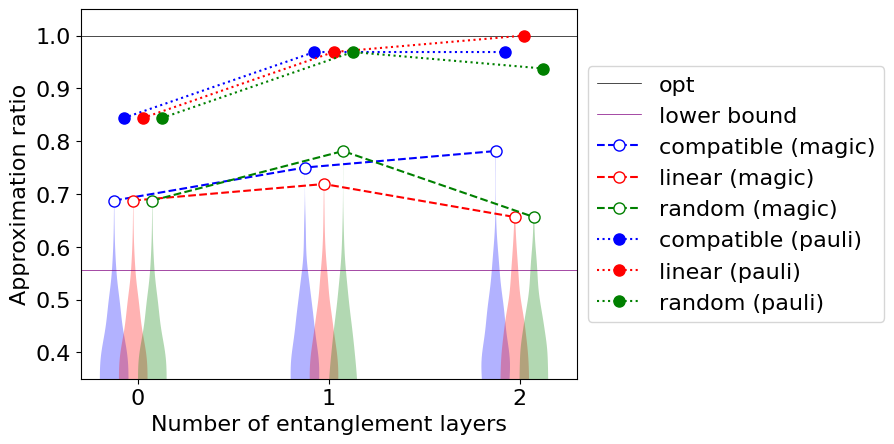 1.0
0.9
0.8
0.7
0.6
0.5
0.4
Approximation ratio
0 1 2
Number of entanglement layers
opt
lower bound
compatible (magic)
linear (magic)
random (magic)
compatible (pauli)
linear (pauli)
random (pauli)